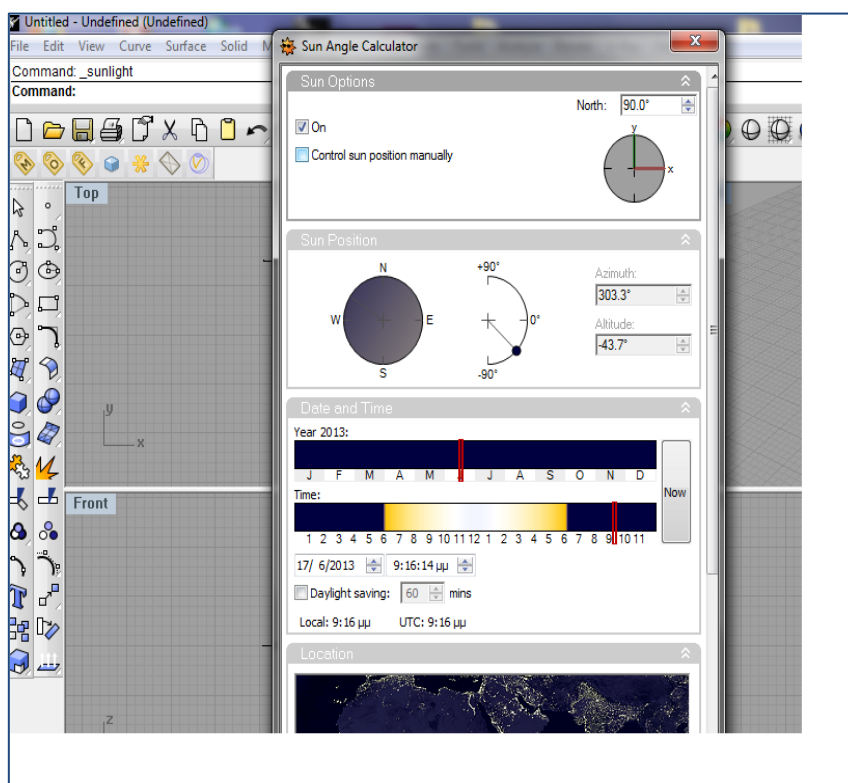 Untitled - Undefined (Undefined)
File Edit View Curve Surface Solid M
Sun Angle Calculator
Command: _sunlight
Command:
Sun Options
North: 90.0°
On
Control sun position manually
y
x
Top
Sun Position
N
W E
S
+90°
0°
-90°
Azimuth:
303.3°
Altitude:
-43.7°
y
x
Date and Time
Year 2013:
J F M A M J J A S O N D
Now
Time:
1 2 3 4 5 6 7 8 9 10 11 12 1 2 3 4 5 6 7 8 9 10 11
Front
17/ 6/2013 9:16:14 μμ
Daylight saving: 60 mins
Local: 9:16 μμ UTC: 9:16 μμ
Location
z